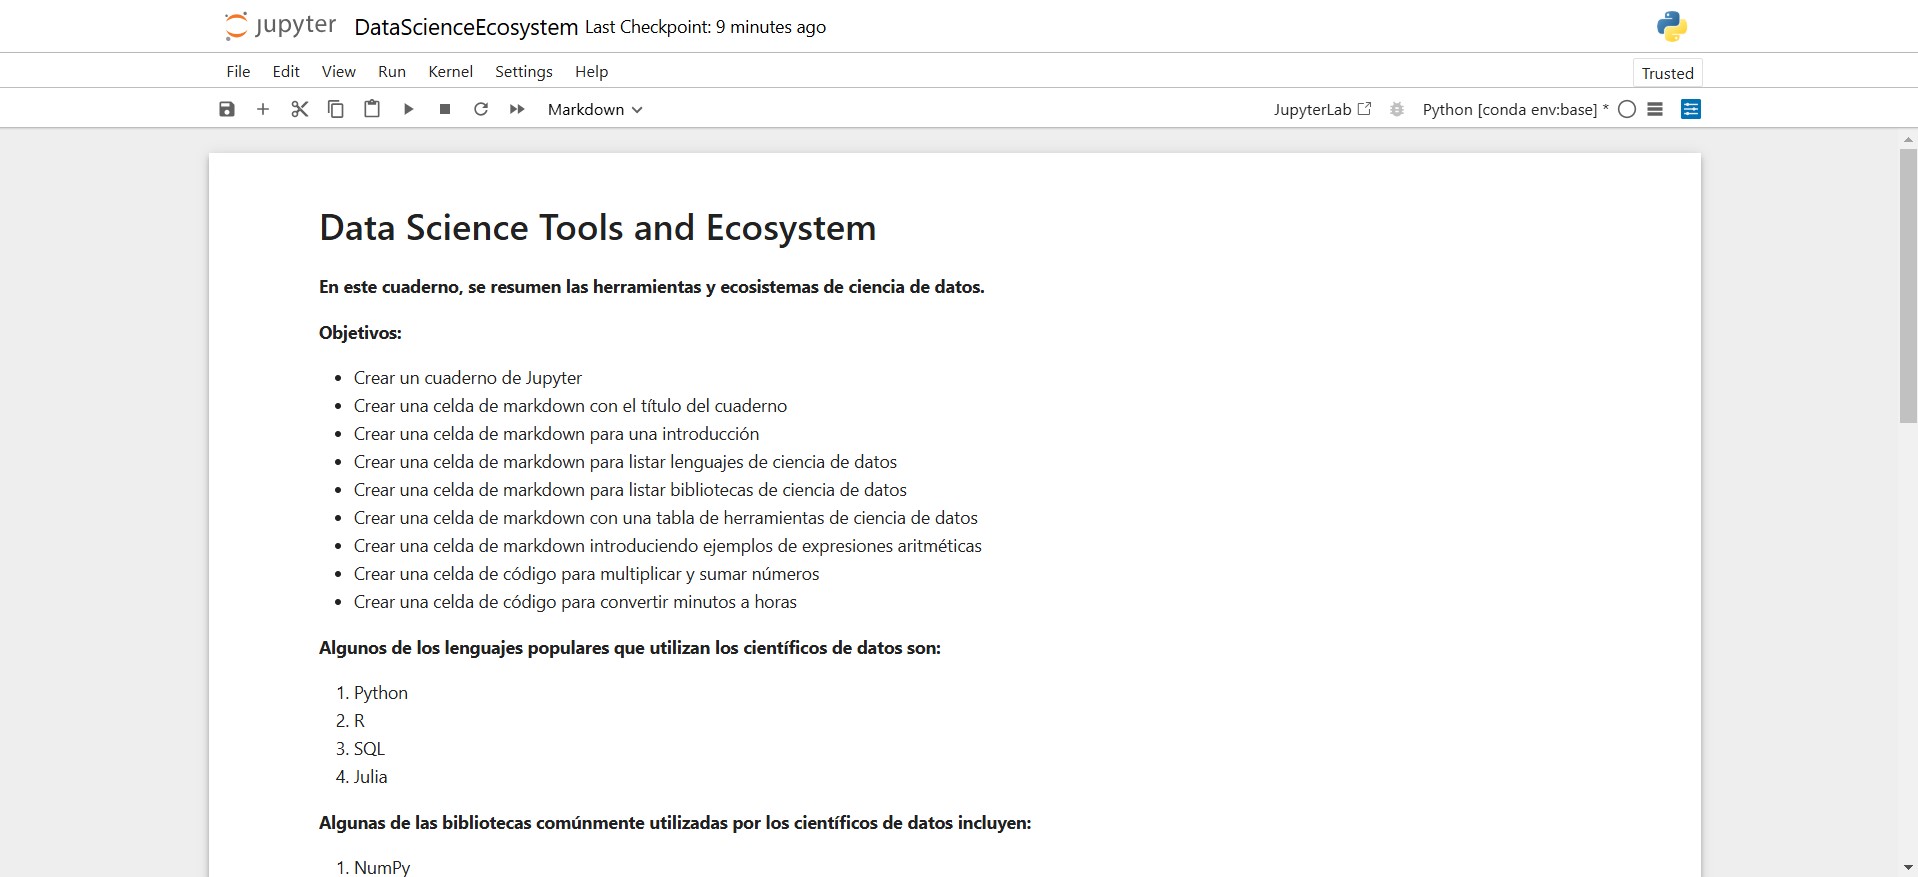 jupyter DataScienceEcosystem Last Checkpoint: 9 minutes ago
File Edit View Run Kernel Settings Help Trusted
Markdown JupyterLab Python [conda env:base] *
Data Science Tools and Ecosystem
En este cuaderno, se resumen las herramientas y ecosistemas de ciencia de datos.
Objetivos:
• Crear un cuaderno de Jupyter
• Crear una celda de markdown con el título del cuaderno
• Crear una celda de markdown para una introducción
• Crear una celda de markdown para listar lenguajes de ciencia de datos
• Crear una celda de markdown para listar bibliotecas de ciencia de datos
• Crear una celda de markdown con una tabla de herramientas de ciencia de datos
• Crear una celda de markdown introduciendo ejemplos de expresiones aritméticas
• Crear una celda de código para multiplicar y sumar números
• Crear una celda de código para convertir minutos a horas
Algunos de los lenguajes populares que utilizan los científicos de datos son:
1. Python
2. R
3. SQL
4. Julia
Algunas de las bibliotecas comúnmente utilizadas por los científicos de datos incluyen:
1. NumPy